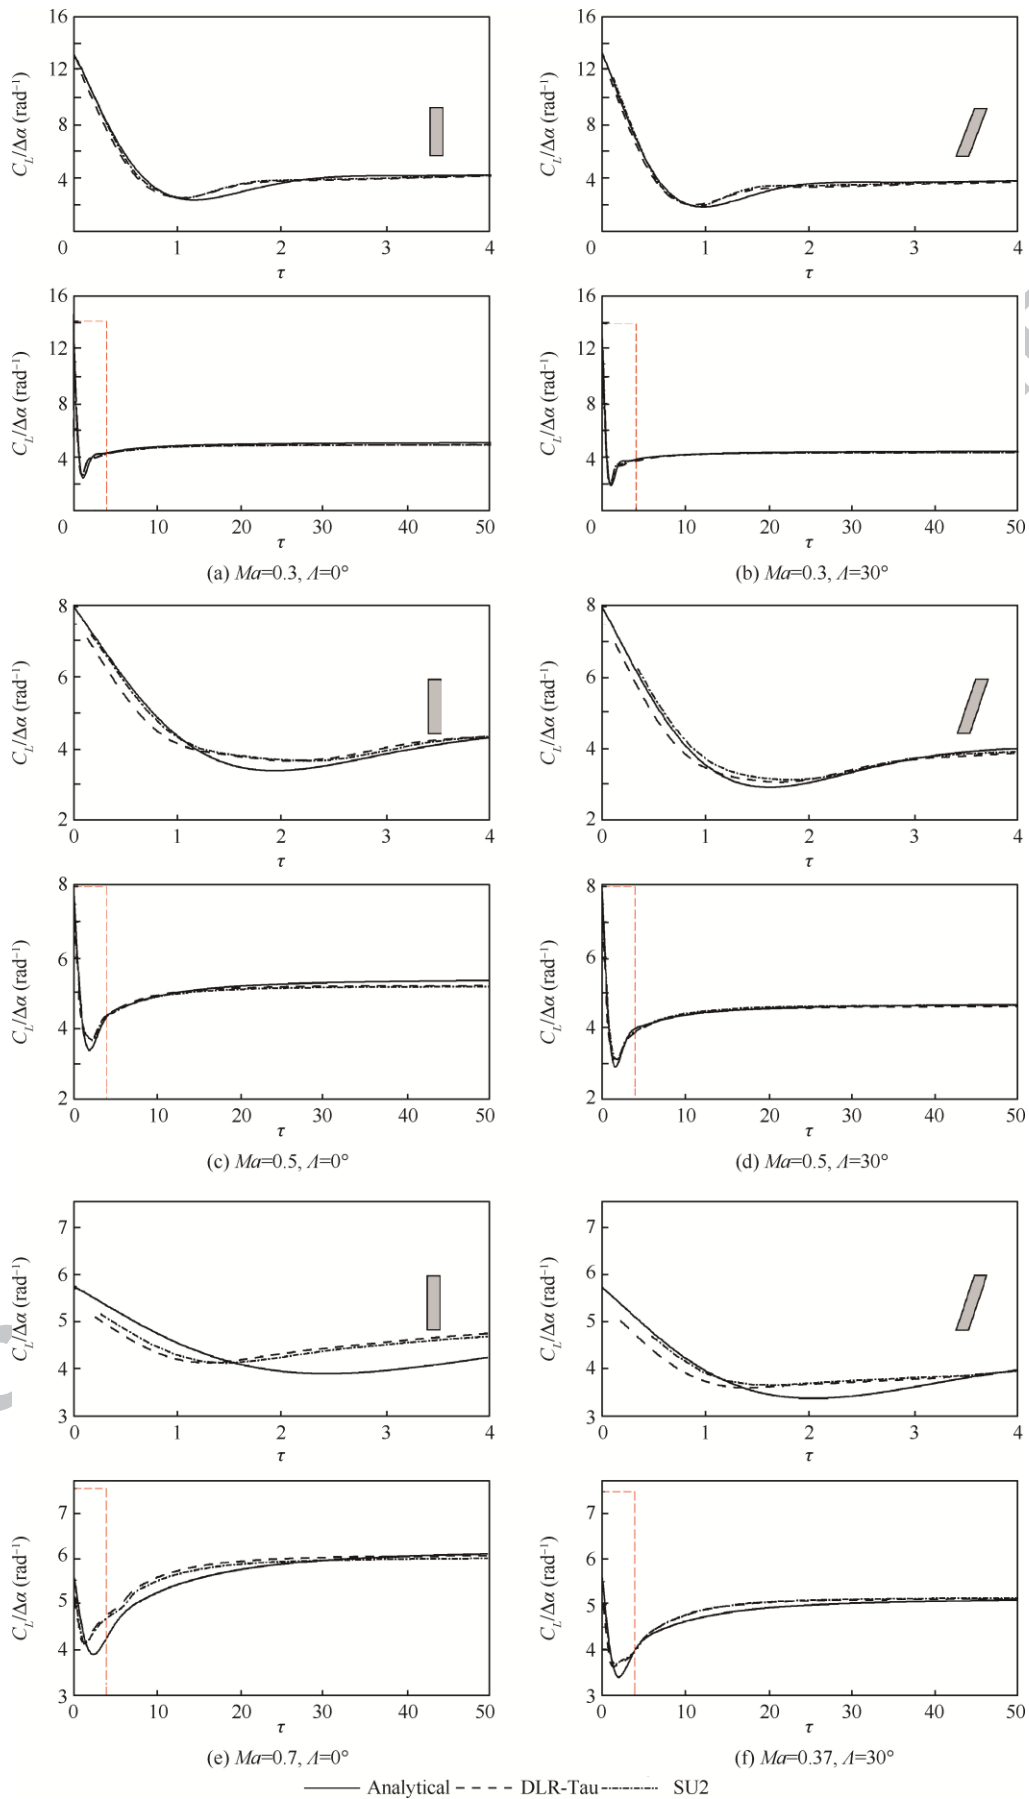 16 12 8 4 0
C_L/Δα (rad⁻¹)
0 1 2 3 4
τ
16 12 8 4 0
C_L/Δα (rad⁻¹)
0 1 2 3 4
τ
16 12 8 4 0
C_L/Δα (rad⁻¹)
10 20 30 40 50
τ
(a) Ma=0.3, Λ=0°
16 12 8 4 0
C_L/Δα (rad⁻¹)
10 20 30 40 50
τ
(b) Ma=0.3, Λ=30°
8 6 4 2
C_L/Δα (rad⁻¹)
0 1 2 3 4
τ
8 6 4 2
C_L/Δα (rad⁻¹)
0 1 2 3 4
τ
8 6 4 2
C_L/Δα (rad⁻¹)
0 10 20 30 40 50
τ
(c) Ma=0.5, Λ=0°
8 6 4 2
C_L/Δα (rad⁻¹)
0 10 20 30 40 50
τ
(d) Ma=0.5, Λ=30°
7 6 5 4 3
C_L/Δα (rad⁻¹)
0 1 2 3 4
τ
7 6 5 4 3
C_L/Δα (rad⁻¹)
0 1 2 3 4
τ
7 6 5 4 3
C_L/Δα (rad⁻¹)
0 10 20 30 40 50
τ
(e) Ma=0.7, Λ=0°
7 6 5 4 3
C_L/Δα (rad⁻¹)
0 10 20 30 40 50
τ
(f) Ma=0.37, Λ=30°
Analytical DLR-Tau SU2